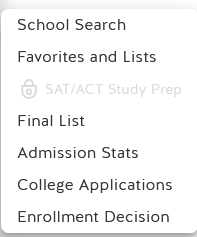 School Search
Favorites and Lists
SAT/ACT Study Prep
Final List
Admission Stats
College Applications
Enrollment Decision